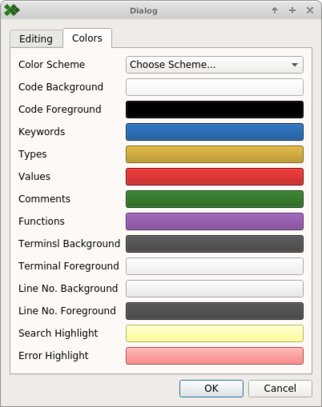 Dialog
Editing
Colors
Color Scheme
Choose Scheme...
Code Background
Code Foreground
Keywords
Types
Values
Comments
Functions
Terminsl Background
Terminal Foreground
Line No. Background
Line No. Foreground
Search Highlight
Error Highlight
OK
Cancel